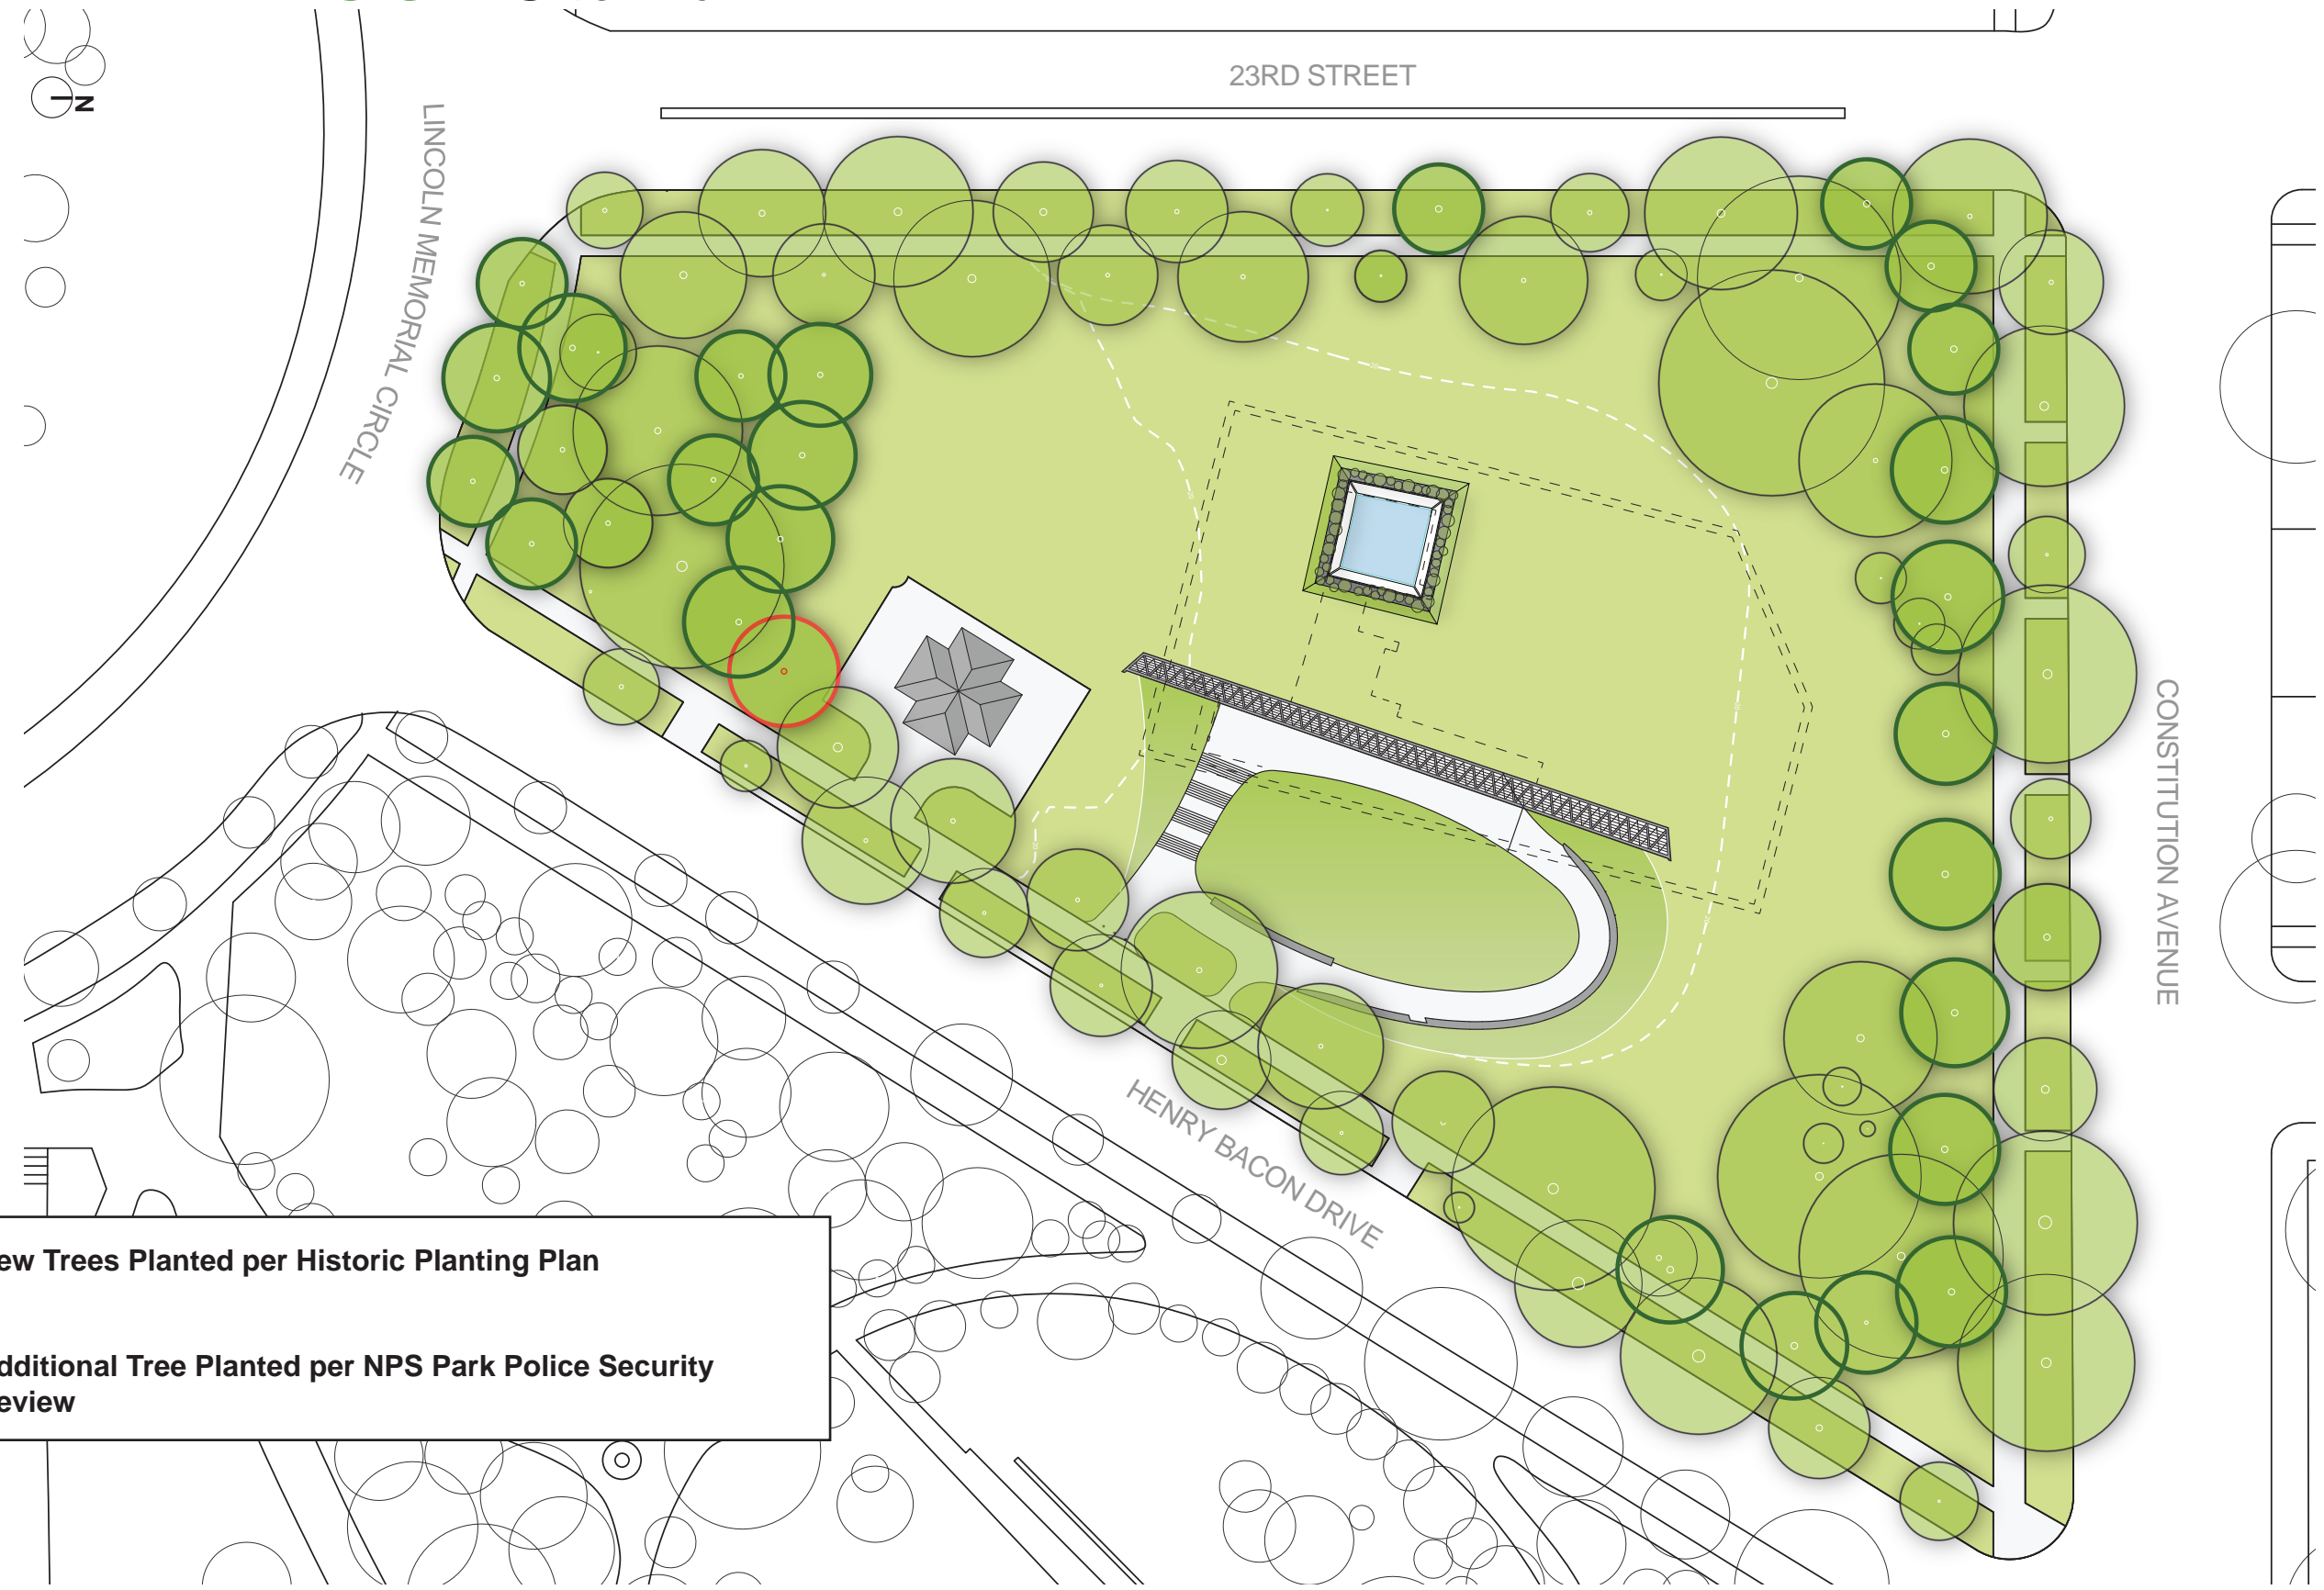 23RD STREET
N
LINCOLN MEMORIAL CIRCLE
CONSTITUTION AVENUE
HENRY BACON DRIVE
ew Trees Planted per Historic Planting Plan
dditional Tree Planted per NPS Park Police Security
eview